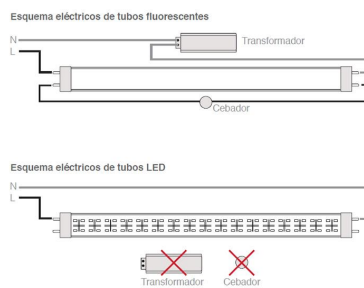 Esquema eléctricos de tubos fluorescentes
N
Transformador
L
Cebador
Esquema eléctricos de tubos LED
N
L
Transformador
Cebador